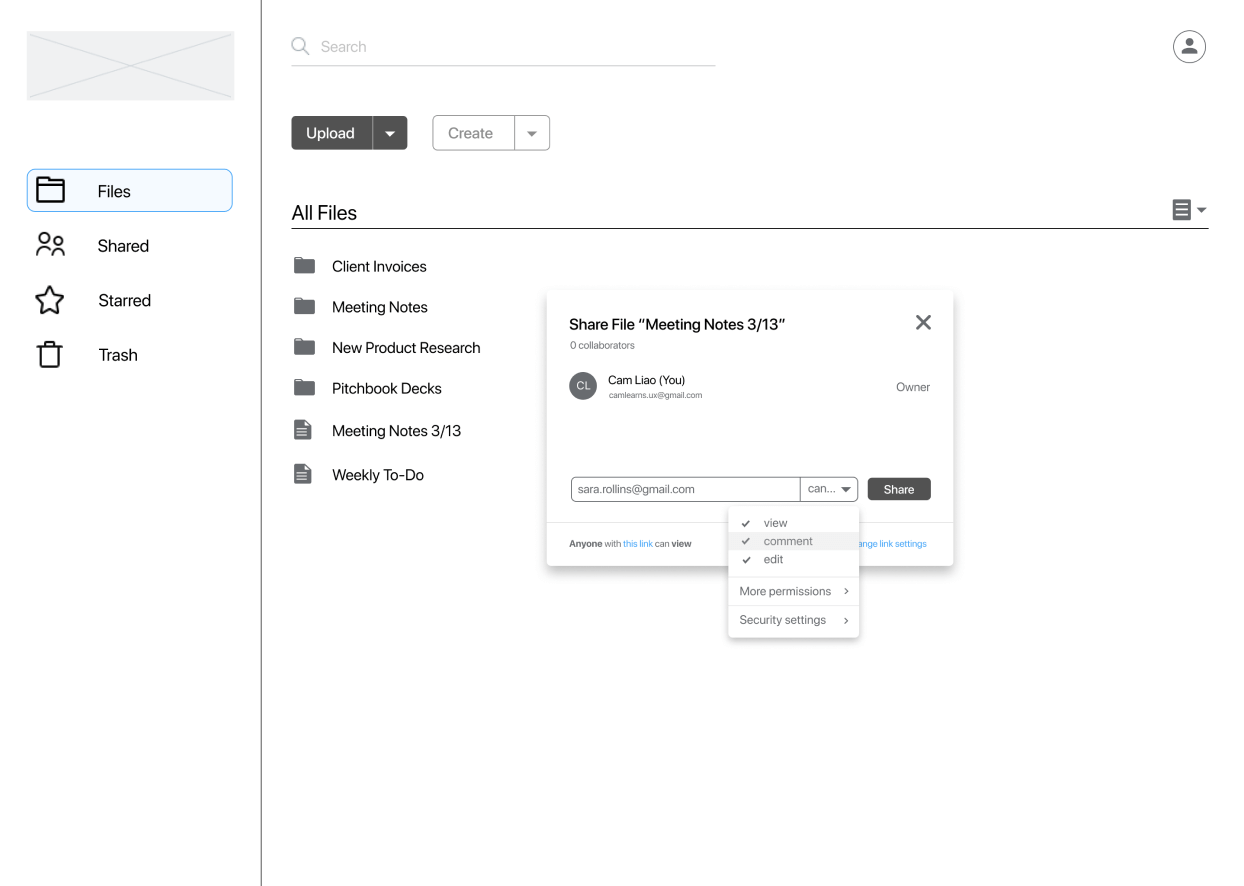 Search
Upload
Create
Files
Shared
Starred
Trash
All Files
Client Invoices
Meeting Notes
New Product Research
Pitchbook Decks
Meeting Notes 3/13
Weekly To-Do
Share File “Meeting Notes 3/13”
0 collaborators
CL
Cam Liao (You)
camlearns.ux@gmail.com
Owner
sara.rollins@gmail.com
can...
Share
Anyone with this link can view
ange link settings
view
comment
edit
More permissions
Security settings